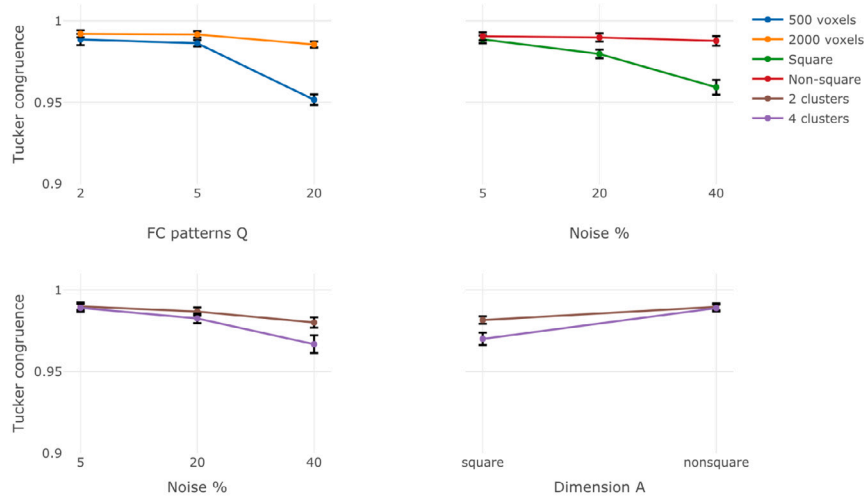 1
0.95
0.9
Tucker congruence
2
5
20
FC patterns Q
5
20
40
Noise %
500 voxels
2000 voxels
Square
Non-square
2 clusters
4 clusters
1
0.95
0.9
Tucker congruence
5
20
40
Noise %
square
nonsquare
Dimension A